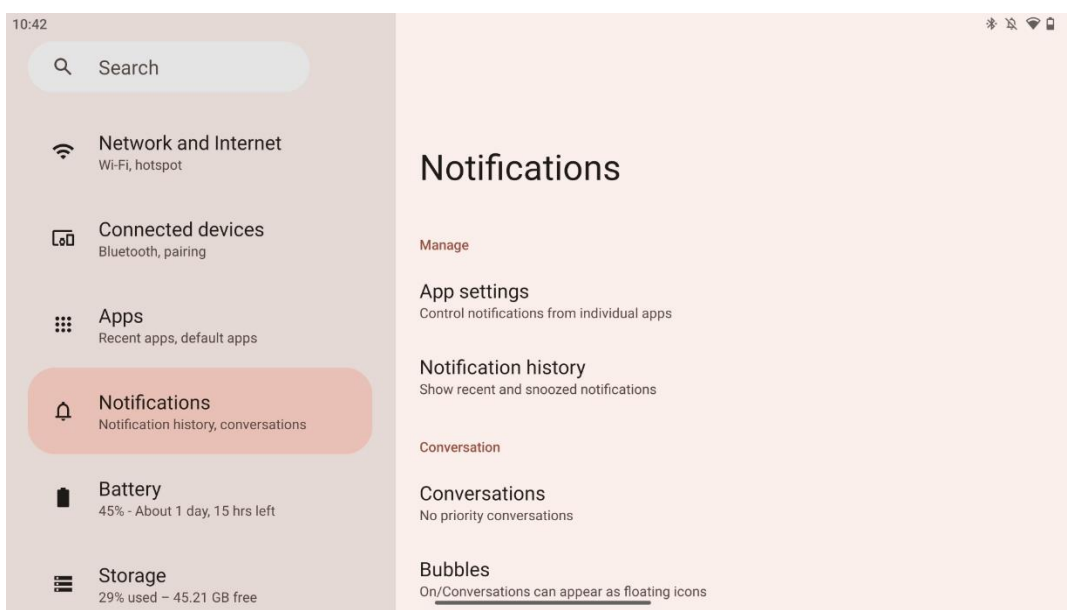 10:42
Search
Network and Internet
Wi-Fi, hotspot
Connected devices
Bluetooth, pairing
Apps
Recent apps, default apps
Notifications
Notification history, conversations
Battery
45% - About 1 day, 15 hrs left
Storage
29% used – 45.21 GB free
Notifications
Manage
App settings
Control notifications from individual apps
Notification history
Show recent and snoozed notifications
Conversation
Conversations
No priority conversations
Bubbles
On/Conversations can appear as floating icons